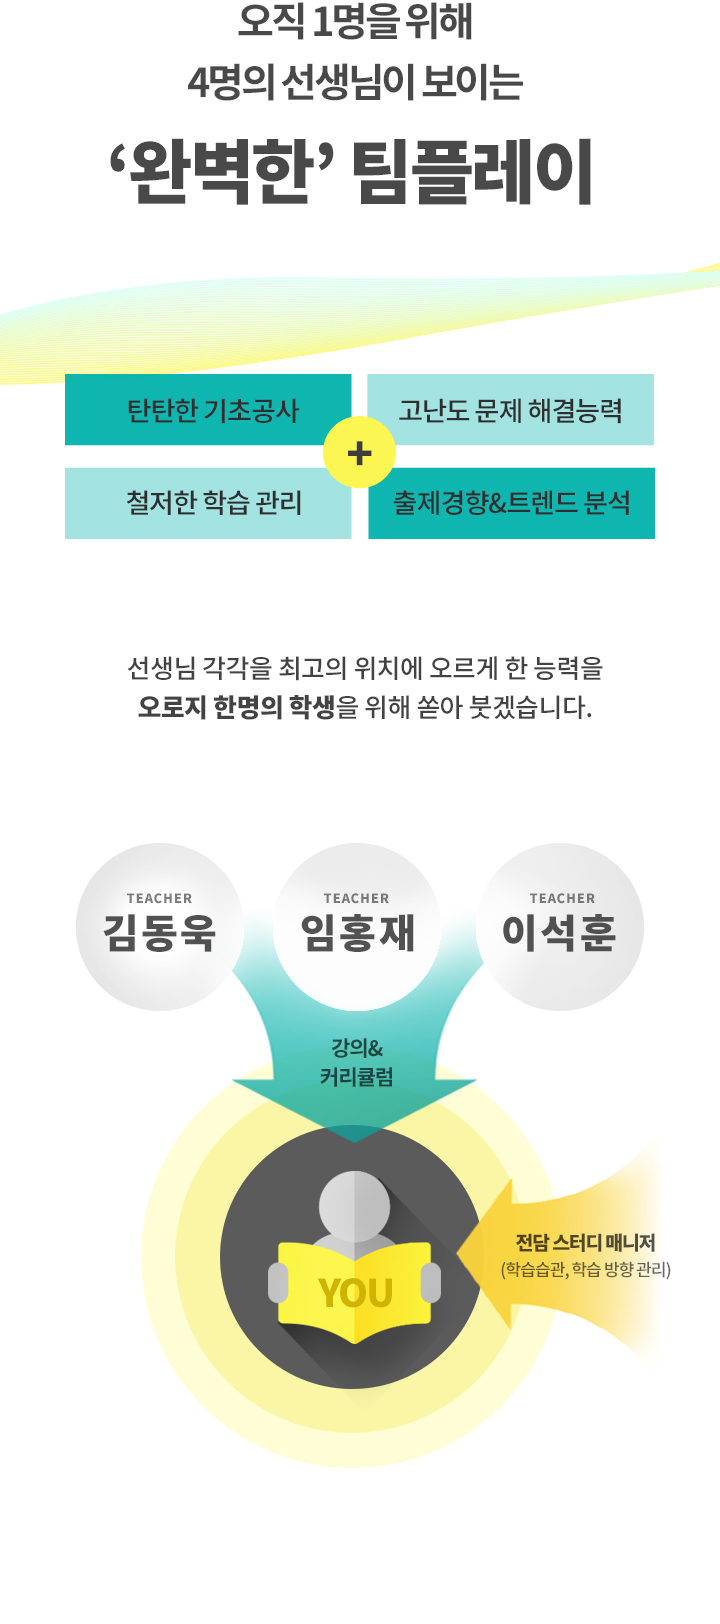 오직 1명을 위해
4명의 선생님이 보이는
‘완벽한’ 팀플레이
탄탄한 기초공사
고난도 문제 해결능력
+
철저한 학습 관리
출제경향&트렌드 분석
선생님 각각을 최고의 위치에 오르게 한 능력을
오로지 한명의 학생을 위해 쏟아 붓겠습니다.
TEACHER
김동욱
TEACHER
임홍재
TEACHER
이석훈
강의&
커리큘럼
전담 스터디 매니저
(학습습관, 학습 방향 관리)
YOU